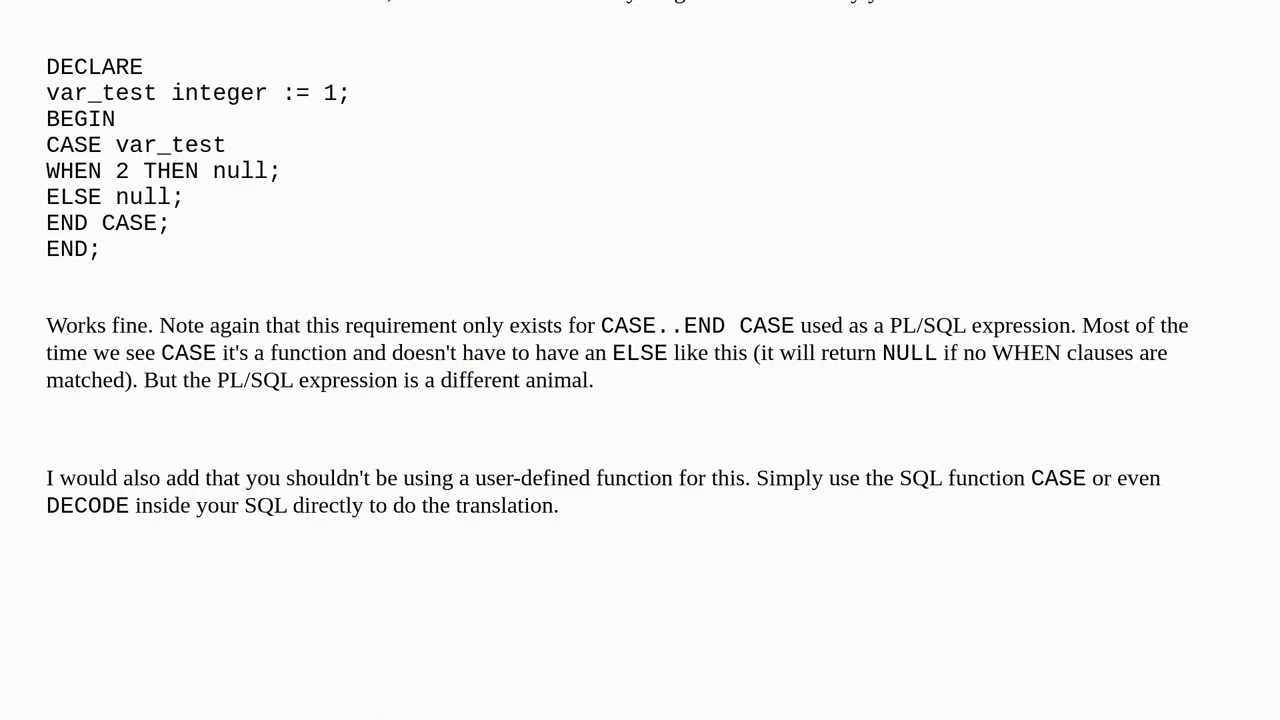 DECLARE
var_test integer := 1;
BEGIN
CASE var_test
WHEN 2 THEN null;
ELSE null;
END CASE;
END;
Works fine. Note again that this requirement only exists for CASE..END CASE used as a PL/SQL expression. Most of the
time we see CASE it's a function and doesn't have to have an ELSE like this (it will return NULL if no WHEN clauses are
matched). But the PL/SQL expression is a different animal.
I would also add that you shouldn't be using a user-defined function for this. Simply use the SQL function CASE or even
DECODE inside your SQL directly to do the translation.